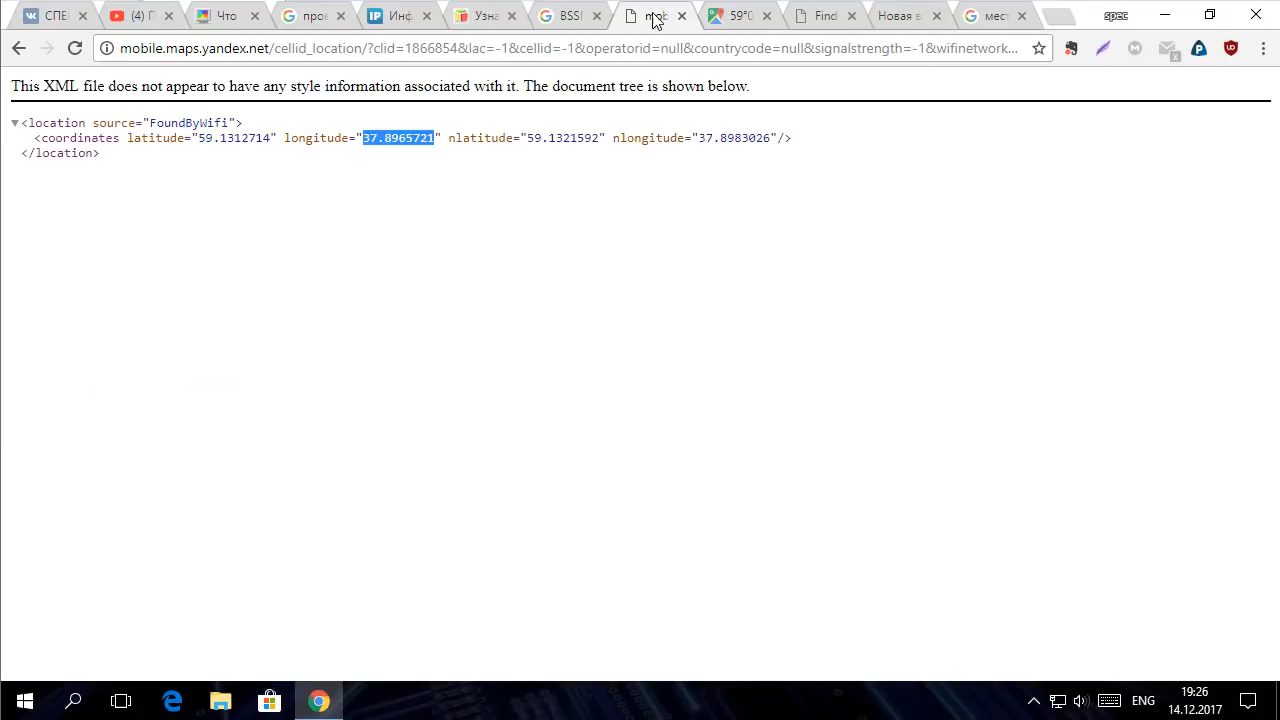 СПЕ
(4) П
Что
пров
Инф
Узна
BSSI
mob
59°0
find
Новая в
мест
spec
mobile.maps.yandex.net/cellid_location/?clid=1866854&lac=-1&cellid=-1&operatorid=null&countrycode=null&signalstrength=-1&wifinetwork...
This XML file does not appear to have any style information associated with it. The document tree is shown below.
<location source="FoundByWifi">
<coordinates latitude="59.1312714" longitude="37.8965721" nlatitude="59.1321592" nlongitude="37.8983026"/>
</location>
ENG
19:26
14.12.2017